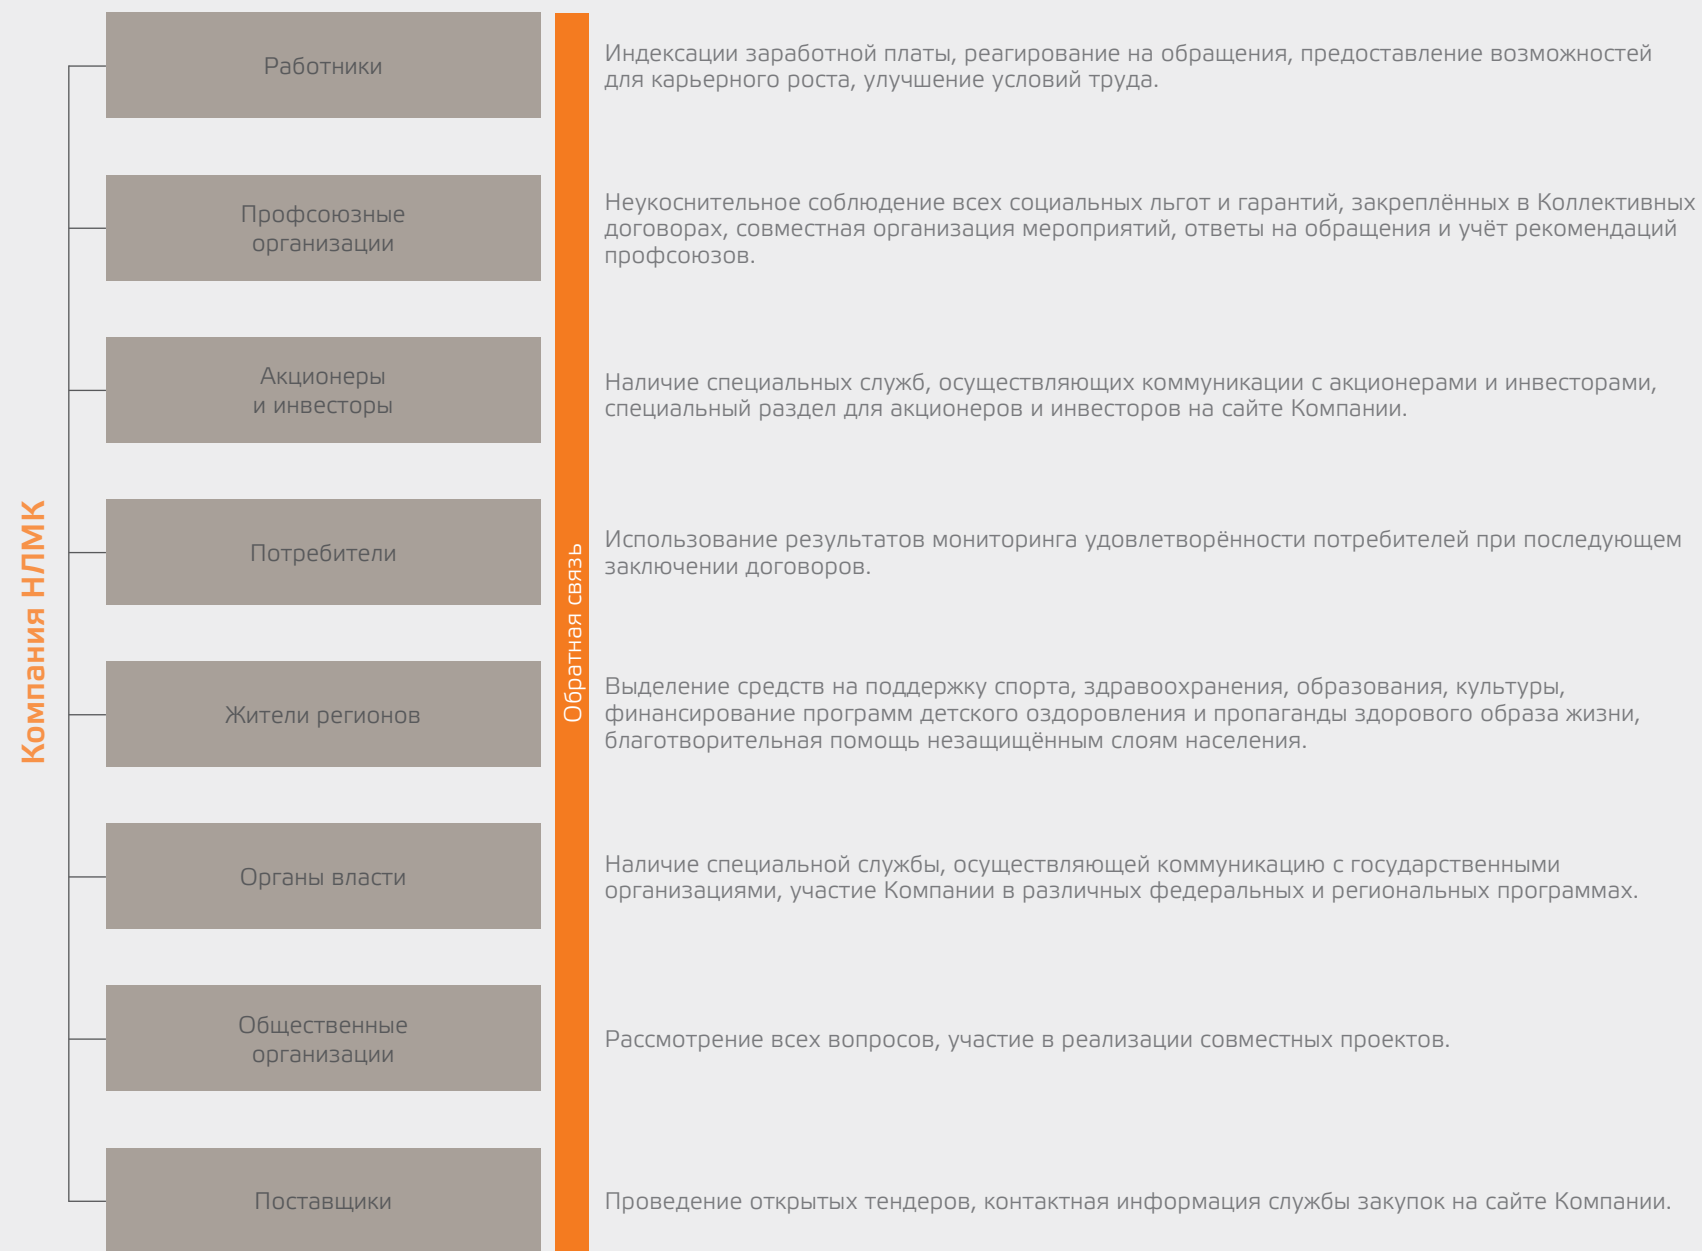 Компания НЛМК
Работники
Индексации заработной платы, реагирование на обращения, предоставление возможностей
для карьерного роста, улучшение условий труда.
Профсоюзные
организации
Неукоснительное соблюдение всех социальных льгот и гарантий, закреплённых в Коллективных
договорах, совместная организация мероприятий, ответы на обращения и учёт рекомендаций
профсоюзов.
Акционеры
и инвесторы
Наличие специальных служб, осуществляющих коммуникации с акционерами и инвесторами,
специальный раздел для акционеров и инвесторов на сайте Компании.
Потребители
Использование результатов мониторинга удовлетворённости потребителей при последующем
заключении договоров.
Обратная связь
Жители регионов
Выделение средств на поддержку спорта, здравоохранения, образования, культуры,
финансирование программ детского оздоровления и пропаганды здорового образа жизни,
благотворительная помощь незащищённым слоям населения.
Органы власти
Наличие специальной службы, осуществляющей коммуникацию с государственными
организациями, участие Компании в различных федеральных и региональных программах.
Общественные
организации
Рассмотрение всех вопросов, участие в реализации совместных проектов.
Поставщики
Проведение открытых тендеров, контактная информация службы закупок на сайте Компании.